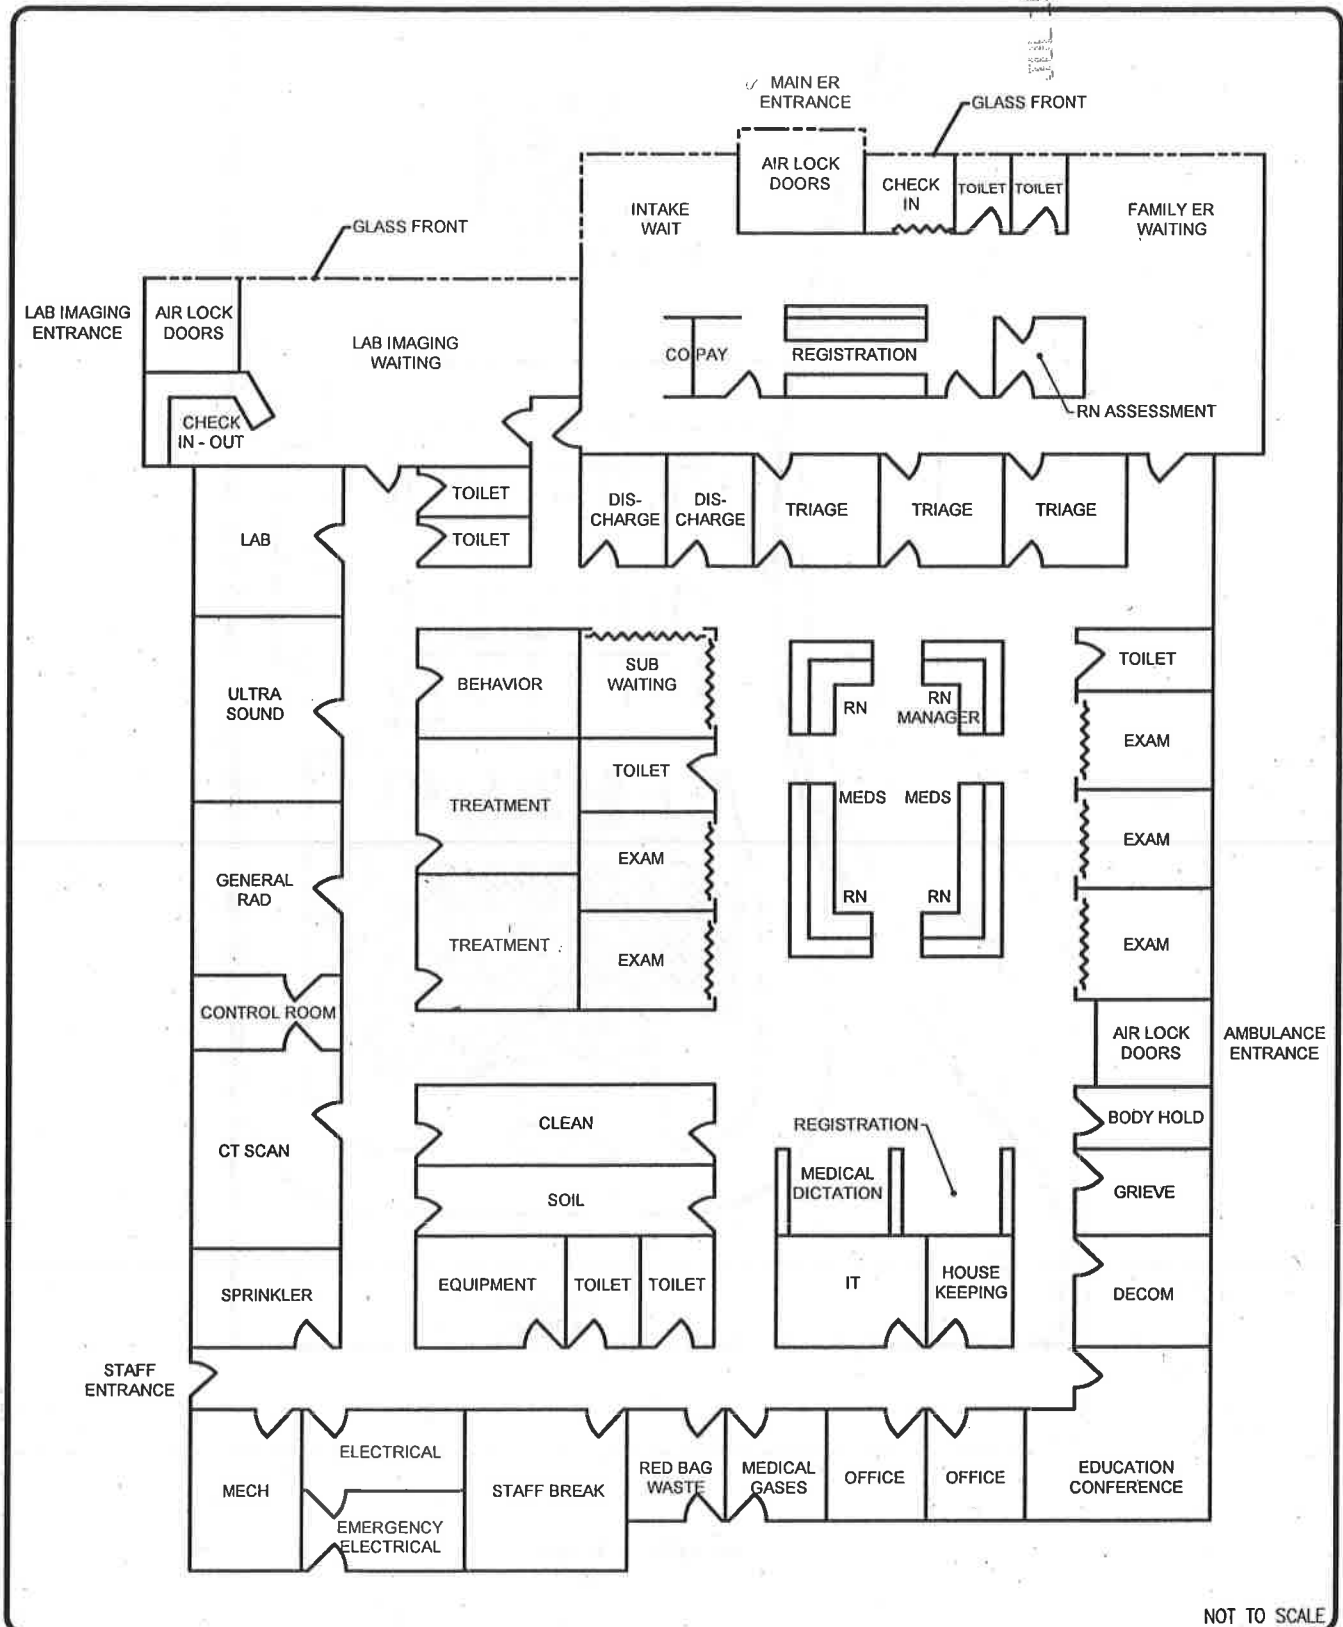 MAIN ER
ENTRANCE
GLASS FRONT
AIR LOCK
DOORS
CHECK
IN
TOILET
TOILET
INTAKE
WAIT
FAMILY ER
WAITING
GLASS FRONT
LAB IMAGING
ENTRANCE
AIR LOCK
DOORS
LAB IMAGING
WAITING
CO PAY
REGISTRATION
RN ASSESSMENT
CHECK
IN - OUT
LAB
TOILET
TOILET
DIS-
CHARGE
DIS-
CHARGE
TRIAGE
TRIAGE
TRIAGE
ULTRA
SOUND
BEHAVIOR
SUB
WAITING
RN
RN
MANAGER
TOILET
EXAM
TREATMENT
TOILET
MEDS
MEDS
EXAM
EXAM
GENERAL
RAD
RN
RN
TREATMENT
EXAM
EXAM
CONTROL ROOM
AIR LOCK
DOORS
AMBULANCE
ENTRANCE
CT SCAN
CLEAN
REGISTRATION
BODY HOLD
MEDICAL
DICTATION
SOIL
GRIEVE
SPRINKLER
EQUIPMENT
TOILET
TOILET
IT
HOUSE
KEEPING
DECOM
STAFF
ENTRANCE
MECH
ELECTRICAL
EMERGENCY
ELECTRICAL
STAFF BREAK
RED BAG
WASTE
MEDICAL
GASES
OFFICE
OFFICE
EDUCATION
CONFERENCE
NOT TO SCALE